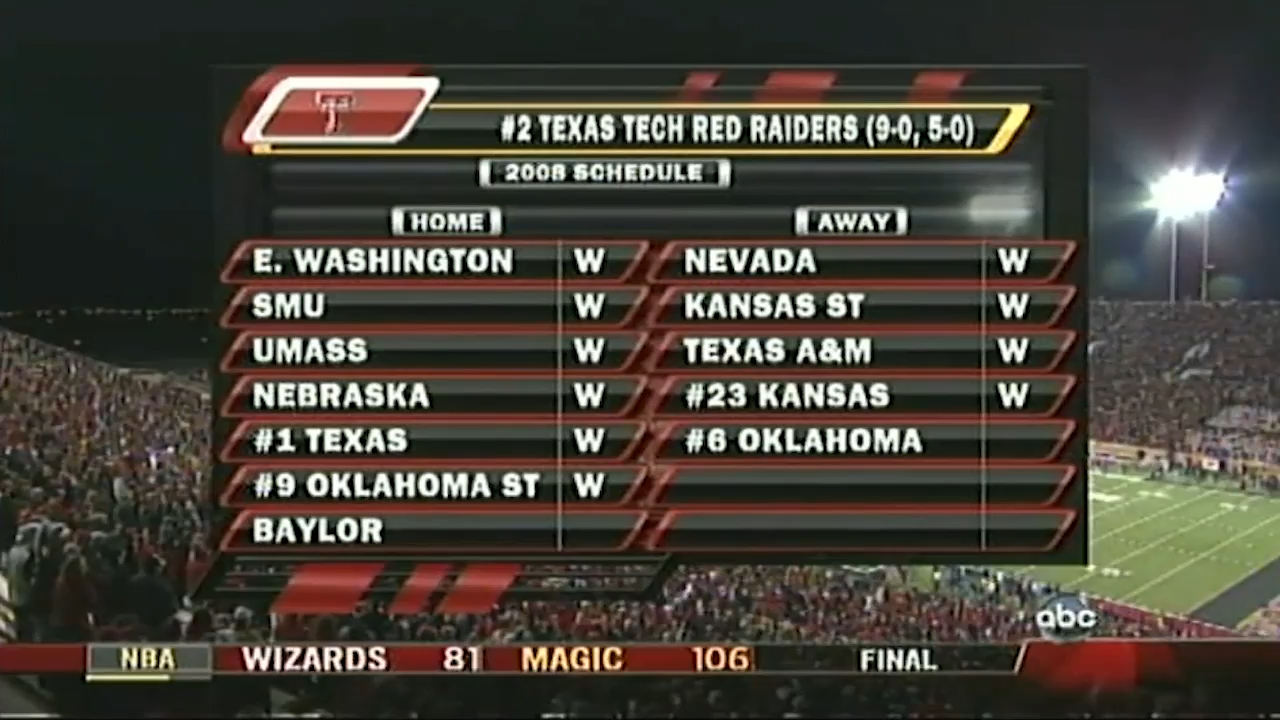 #2 TEXAS TECH RED RAIDERS (9-0, 5-0)
2008 SCHEDULE
HOME AWAY
E. WASHINGTON W NEVADA W
SMU W KANSAS ST W
UMASS W TEXAS A&M W
NEBRASKA W #23 KANSAS W
#1 TEXAS W #6 OKLAHOMA
#9 OKLAHOMA ST W
BAYLOR
abc
NBA WIZARDS 81 MAGIC 106 FINAL